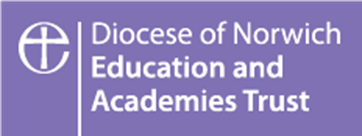 Diocese of Norwich
Education and
Academies Trust